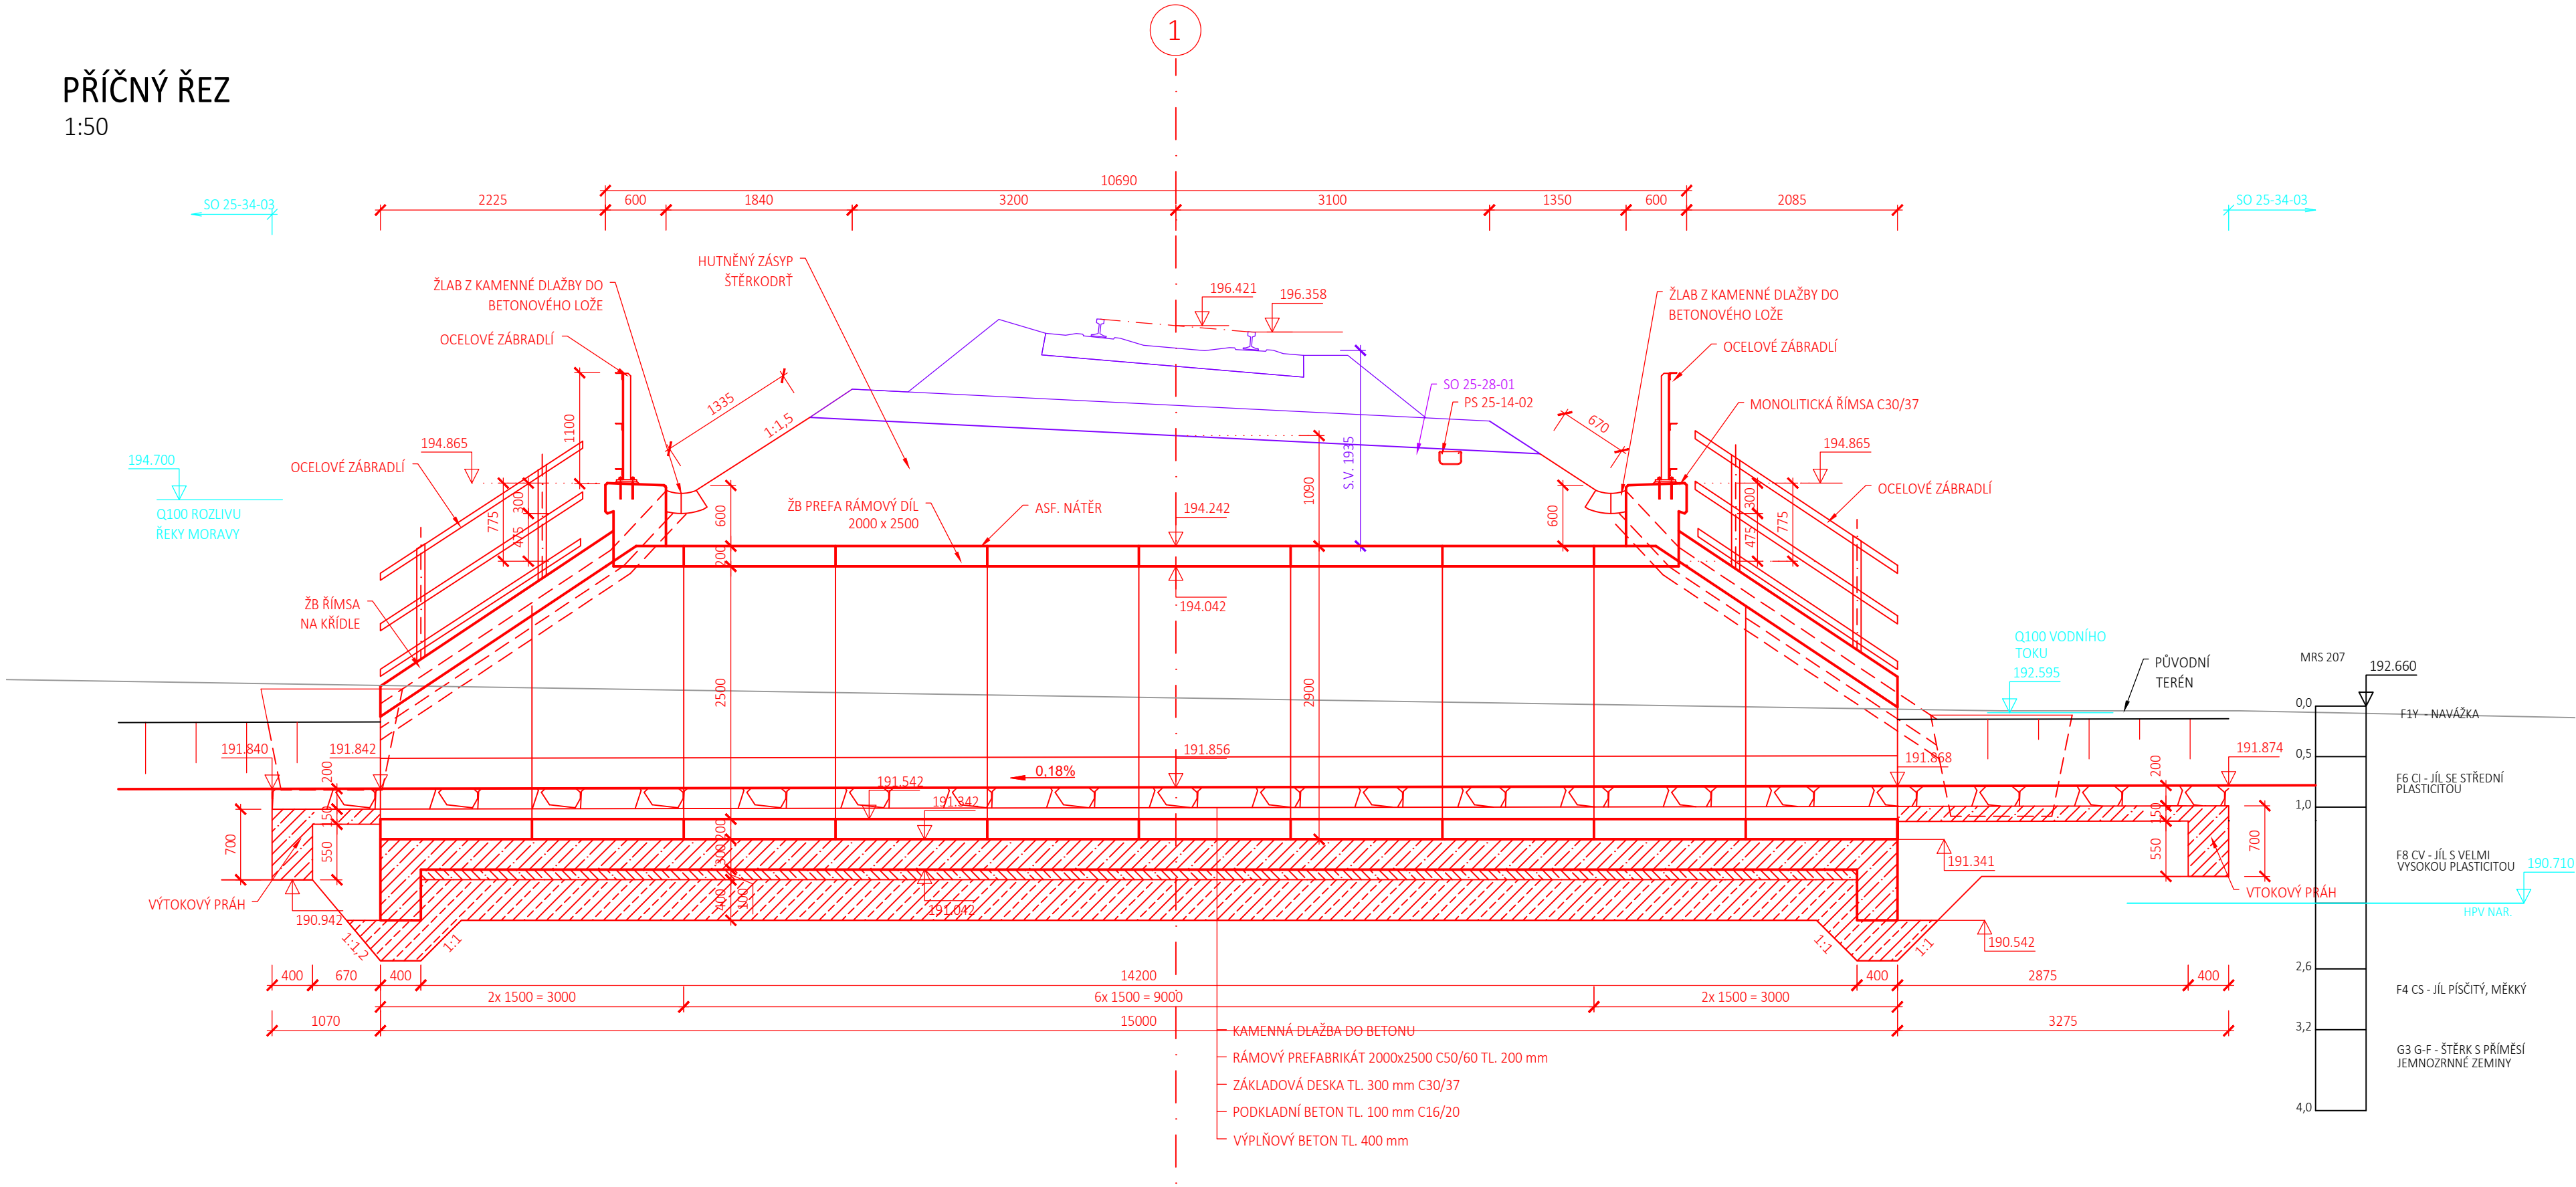 1
PŘÍČNÝ ŘEZ
1:50
10690
SO 25-34-03
2225
600
1840
3200
3100
1350
600
2085
SO 25-34-03
HUTNĚNÝ ZÁSYP
ŠTĚRKODRŤ
ŽLAB Z KAMENNÉ DLAŽBY DO
BETONOVÉHO LOŽE
OCELOVÉ ZÁBRADLÍ
196.421
196.358
ŽLAB Z KAMENNÉ DLAŽBY DO
BETONOVÉHO LOŽE
OCELOVÉ ZÁBRADLÍ
1335
1:1,5
1100
SO 25-28-01
PS 25-14-02
670
MONOLITICKÁ ŘÍMSA C30/37
194.865
194.865
194.700
OCELOVÉ ZÁBRADLÍ
S.V. 1935
1090
OCELOVÉ ZÁBRADLÍ
Q100 ROZLIVU
ŘEKY MORAVY
775
300
475
600
ŽB PREFA RÁMOVÝ DÍL
2000 x 2500
ASF. NÁTĚR
194.242
600
300
475
775
200
194.042
ŽB ŘÍMSA
NA KŘÍDLE
2500
2900
Q100 VODNÍHO
TOKU
192.595
PŮVODNÍ
TERÉN
MRS 207
192.660
0,0
F1Y - NAVÁŽKA
191.840
191.842
191.856
191.868
191.874
0,5
200
0,18%
191.542
191.342
200
F6 CI - JÍL SE STŘEDNÍ
PLASTICITOU
1,0
150
700
550
200
300
150
550
700
191.341
F8 CV - JÍL S VELMI
VYSOKOU PLASTICITOU
190.710
VÝTOKOVÝ PRÁH
190.942
400
100
191.042
VTOKOVÝ PRÁH
HPV NAR.
1:1,2
1:1
1:1
1:1
190.542
400
670
400
14200
400
2875
400
2,6
F4 CS - JÍL PÍSČITÝ, MĚKKÝ
2x 1500 = 3000
6x 1500 = 9000
2x 1500 = 3000
1070
15000
3275
3,2
KAMENNÁ DLAŽBA DO BETONU
RÁMOVÝ PREFABRIKÁT 2000x2500 C50/60 TL. 200 mm
ZÁKLADOVÁ DESKA TL. 300 mm C30/37
PODKLADNÍ BETON TL. 100 mm C16/20
VÝPLŇOVÝ BETON TL. 400 mm
G3 G-F - ŠTĚRK S PŘÍMĚSÍ
JEMNOZRNNÉ ZEMINY
4,0